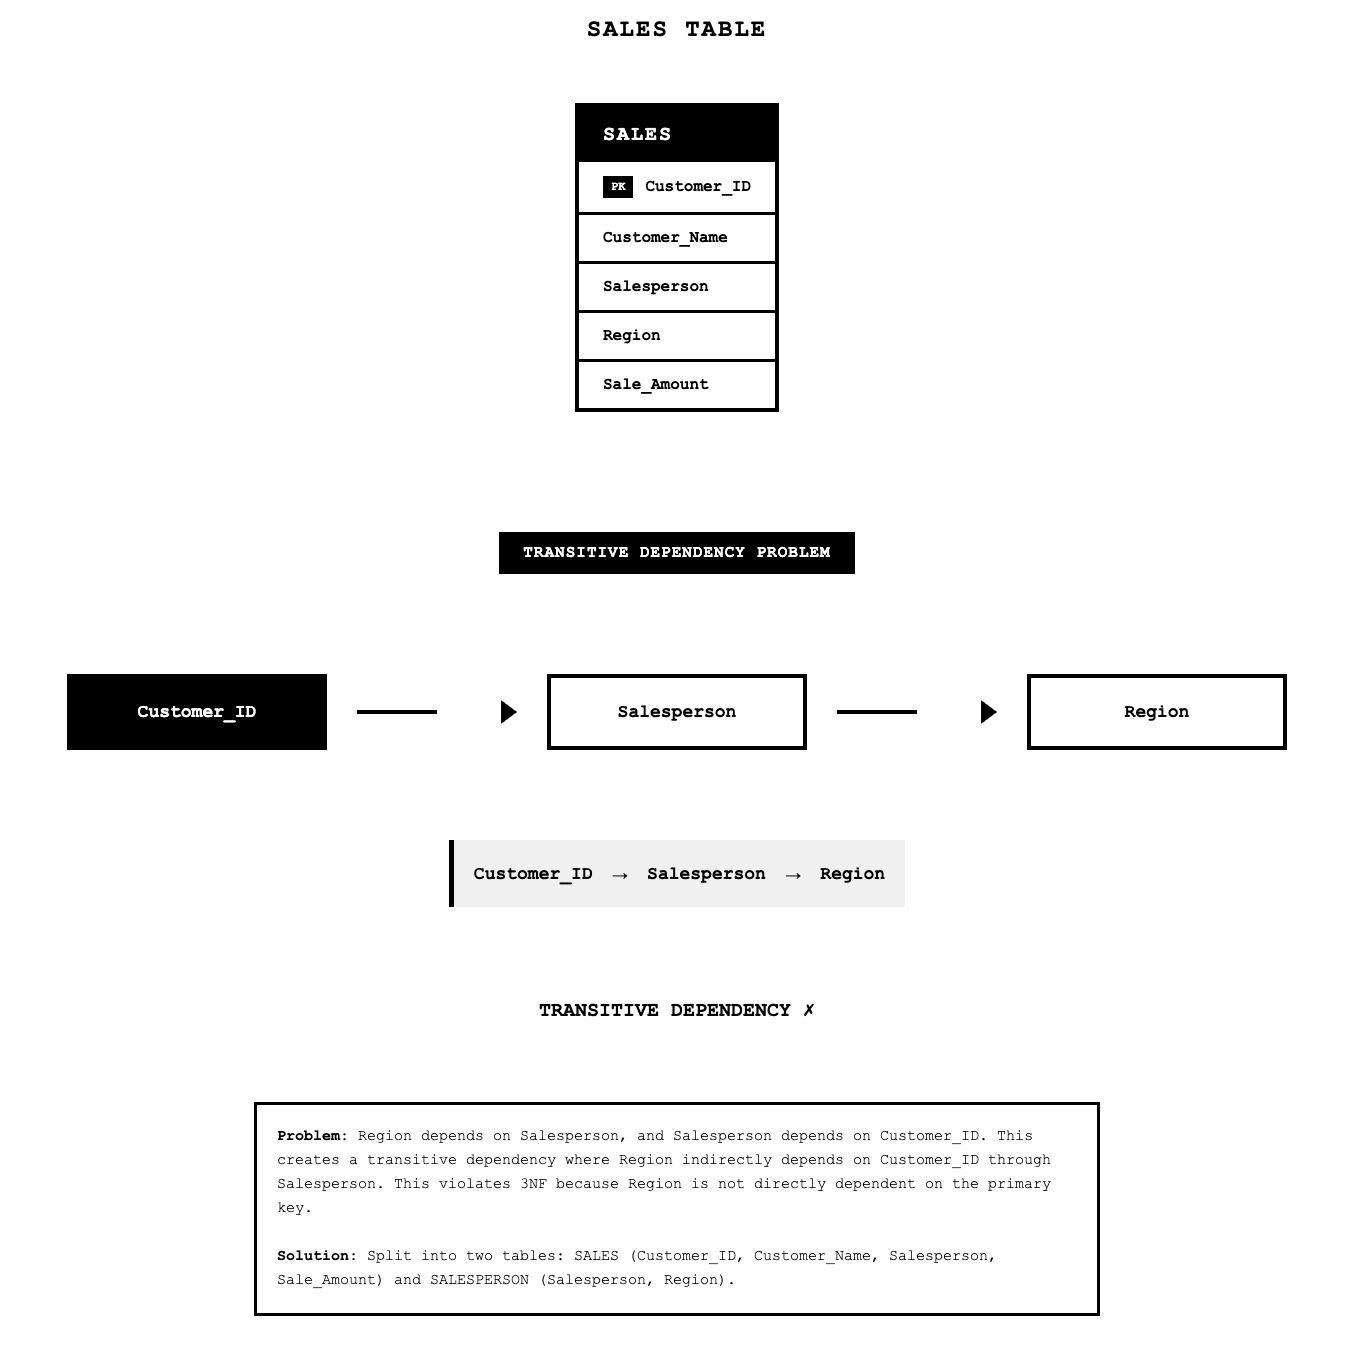 SALES TABLE
SALES
PK Customer_ID
Customer_Name
Salesperson
Region
Sale_Amount
TRANSITIVE DEPENDENCY PROBLEM
Customer_ID Salesperson Region
Customer_ID → Salesperson → Region
TRANSITIVE DEPENDENCY ✗
Problem: Region depends on Salesperson, and Salesperson depends on Customer_ID. This
creates a transitive dependency where Region indirectly depends on Customer_ID through
Salesperson. This violates 3NF because Region is not directly dependent on the primary
key.
Solution: Split into two tables: SALES (Customer_ID, Customer_Name, Salesperson,
Sale_Amount) and SALESPERSON (Salesperson, Region).